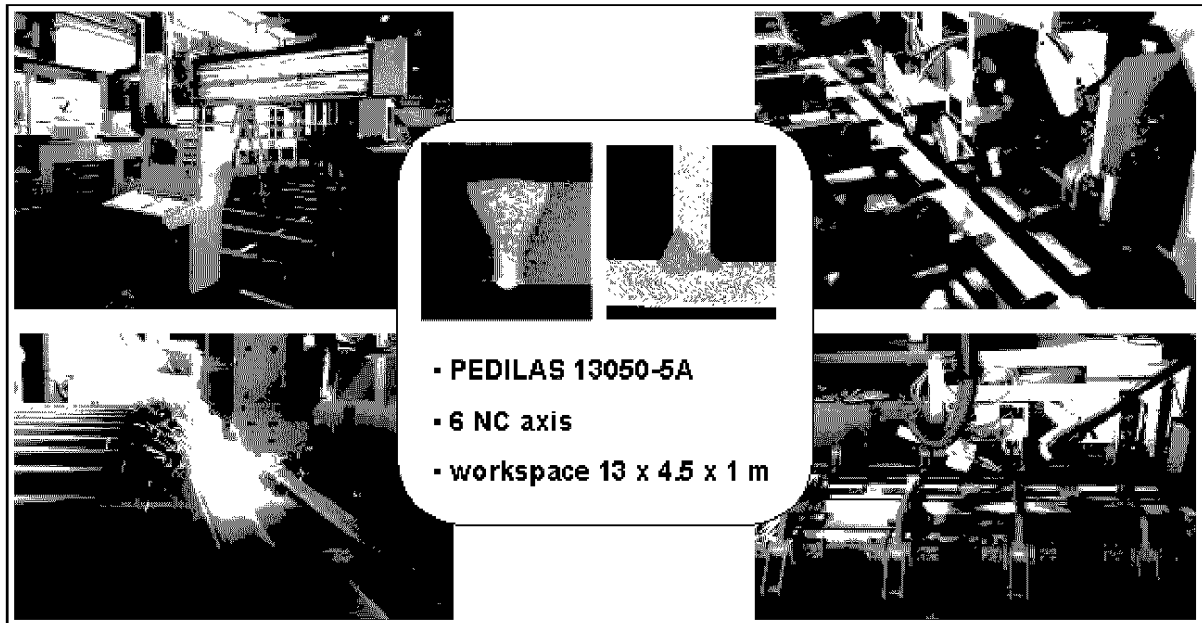 ▪ PEDILAS 13050-5A
▪ 6 NC axis
▪ workspace 13 x 4.5 x 1 m